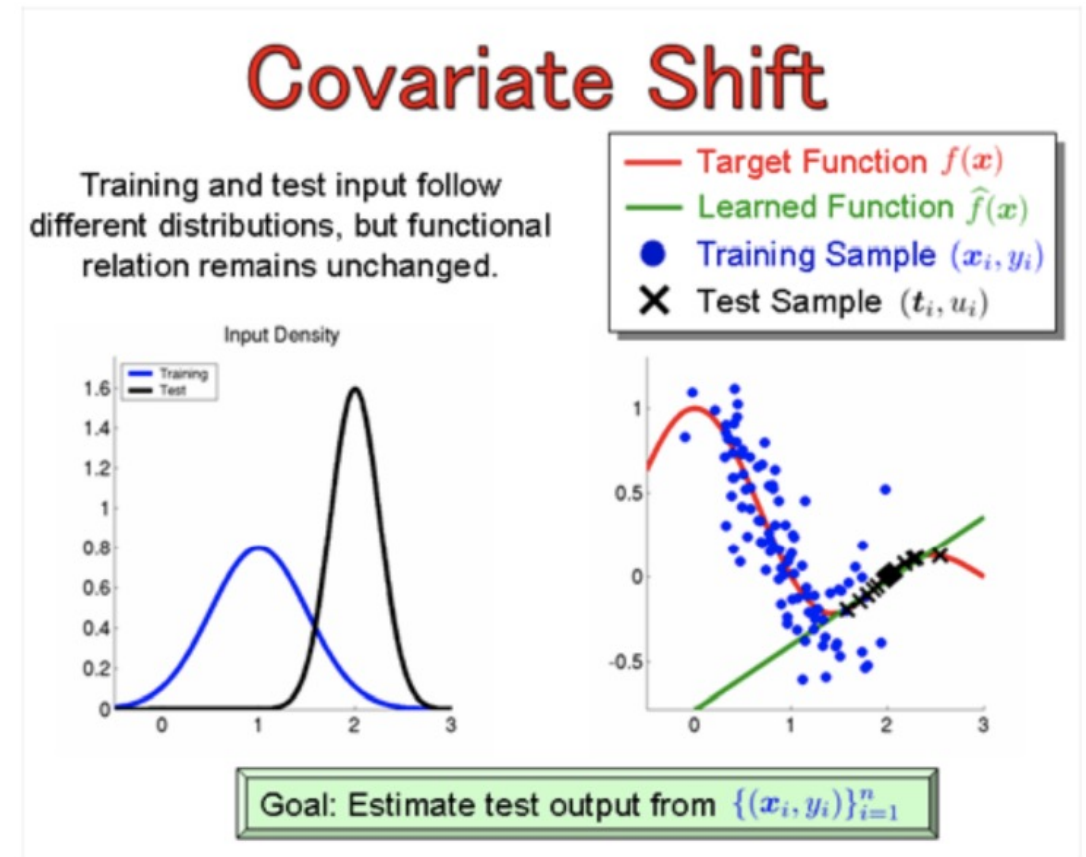 Covariate Shift
Training and test input follow
different distributions, but functional
relation remains unchanged.
Target Function f(x)
Learned Function f̂(x)
Training Sample (xᵢ, yᵢ)
Test Sample (tᵢ, uᵢ)
Input Density
Training
Test
1.6
1.4
1.2
1
0.8
0.6
0.4
0.2
0
0 1 2 3
1
0.5
0
-0.5
0 1 2 3
Goal: Estimate test output from {(xᵢ, yᵢ)}ⁿᵢ₌₁